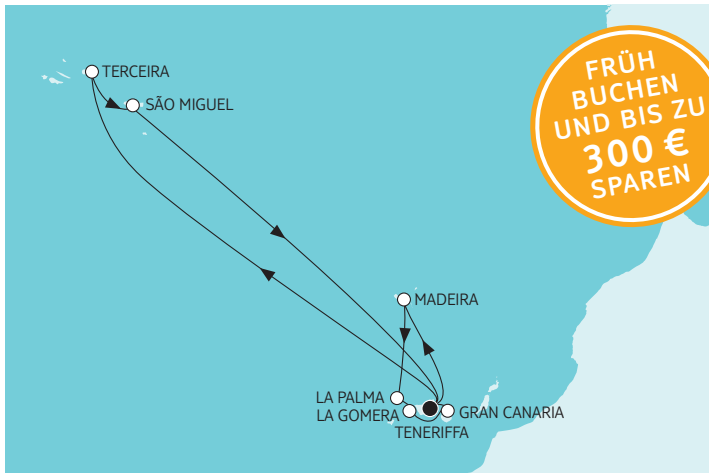 TERCEIRA
SÃO MIGUEL
FRÜH
BUCHEN
UND BIS ZU
300 €
SPAREN
MADEIRA
LA PALMA
LA GOMERA
GRAN CANARIA
TENERIFFA